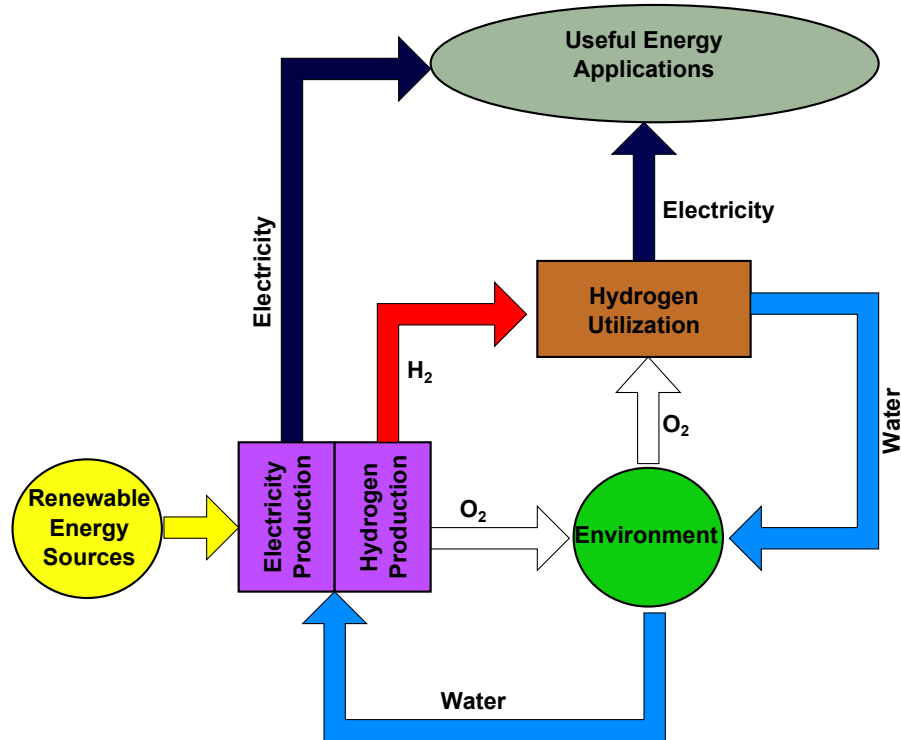 Useful Energy
Applications
Electricity
Electricity
Hydrogen
Utilization
H₂
O₂
Water
Renewable
Energy
Sources
Electricity
Production
Hydrogen
Production
O₂
Environment
Water